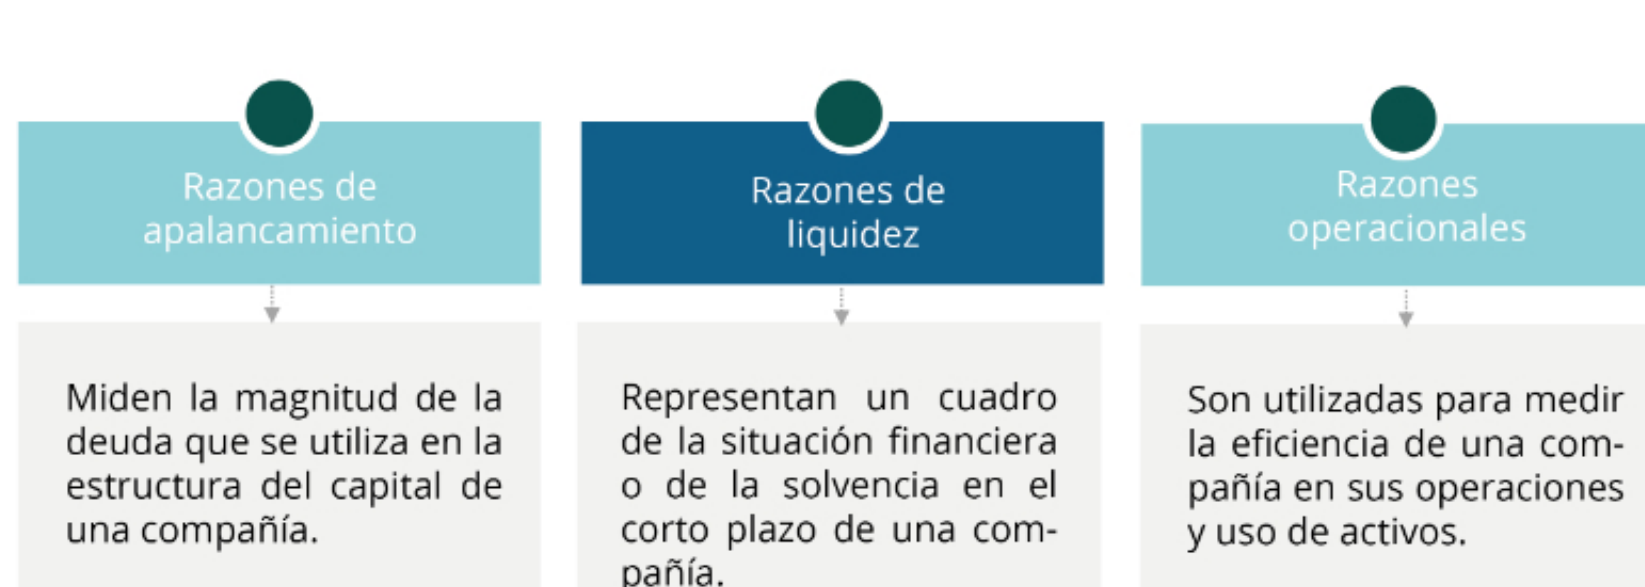 Razones de
apalancamiento
Miden la magnitud de la
deuda que se utiliza en la
estructura del capital de
una compañía.
Razones de
liquidez
Representan un cuadro
de la situación financiera
o de la solvencia en el
corto plazo de una com-
pañía.
Razones
operacionales
Son utilizadas para medir
la eficiencia de una com-
pañía en sus operaciones
y uso de activos.